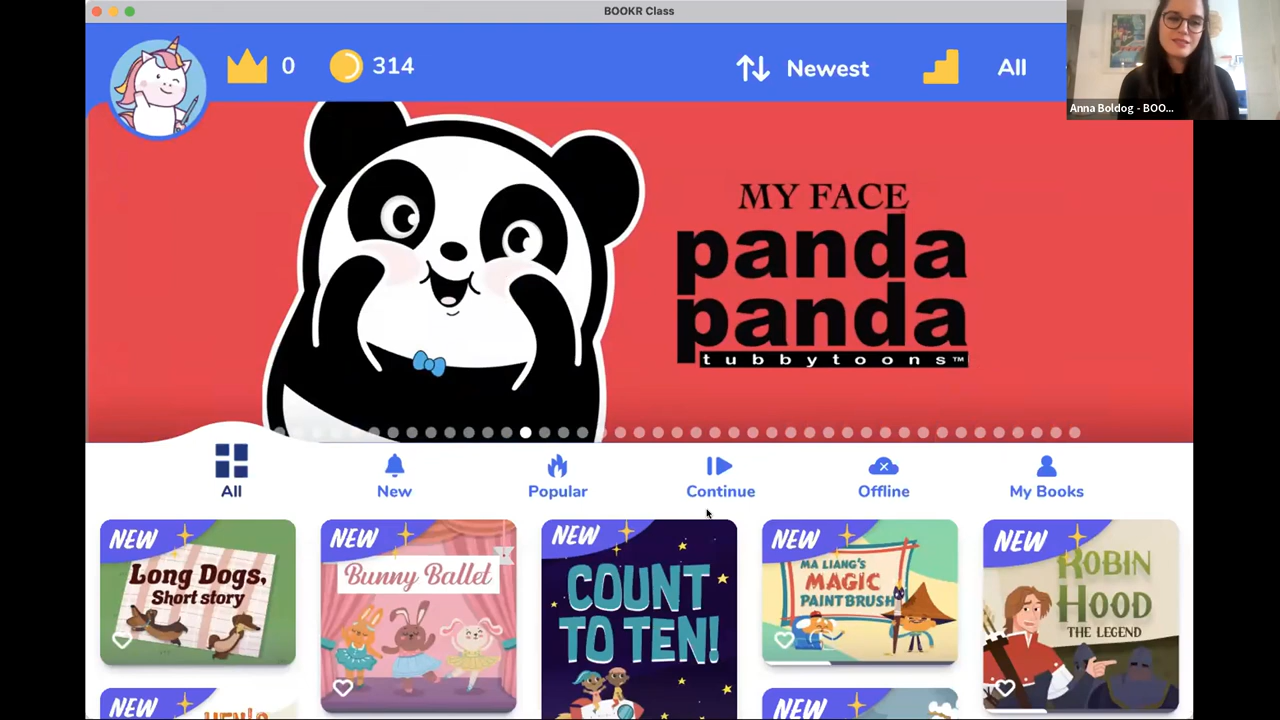 BOOKR Class
0
314
Newest
All
Anna Boldog - BOO...
MY FACE
panda
panda
tubbytoons™
All
New
Popular
Continue
Offline
My Books
NEW
Long Dogs,
Short story
NEW
Bunny Ballet
NEW
COUNT
TO TEN!
NEW
MA LIANG'S
MAGIC
PAINTBRUSH
NEW
ROBIN
HOOD
THE LEGEND
NEW
NEW